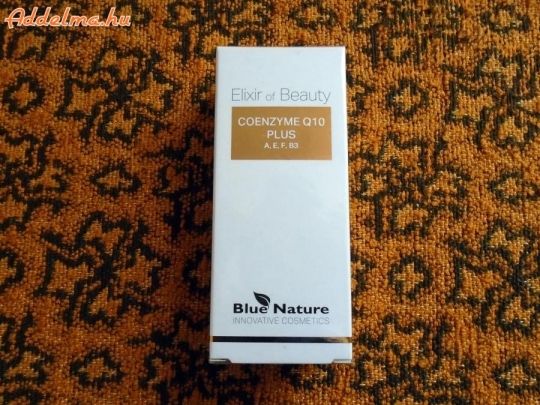 Addelma.hu
Elixir of Beauty
COENZYME Q10
PLUS
A, E, F, B3
Blue Nature
INNOVATIVE COSMETICS